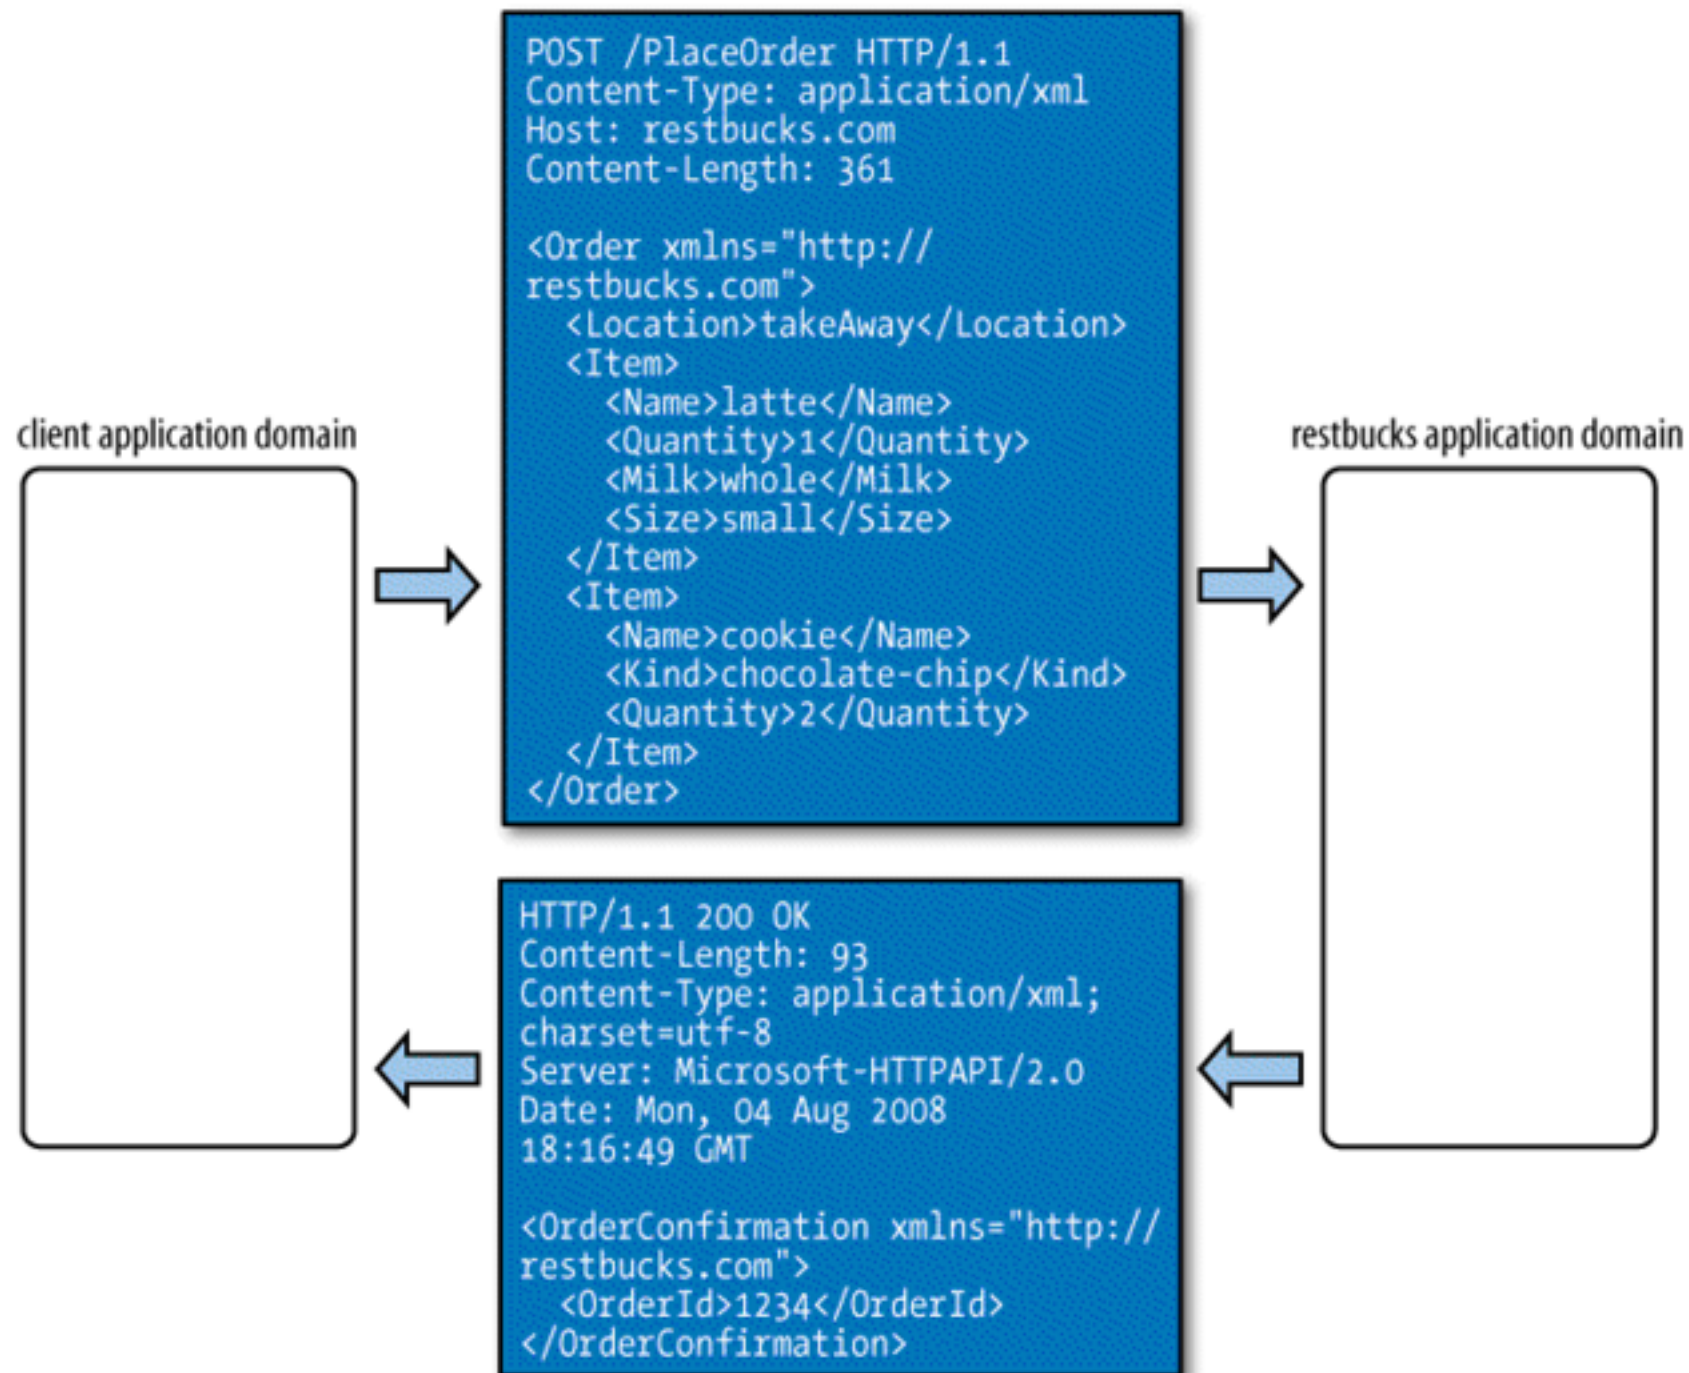 POST /PlaceOrder HTTP/1.1
Content-Type: application/xml
Host: restbucks.com
Content-Length: 361
<Order xmlns="http://
restbucks.com">
<Location>takeAway</Location>
<Item>
<Name>latte</Name>
<Quantity>1</Quantity>
<Milk>whole</Milk>
<Size>small</Size>
</Item>
<Item>
<Name>cookie</Name>
<Kind>chocolate-chip</Kind>
<Quantity>2</Quantity>
</Item>
</Order>
client application domain
restbucks application domain
HTTP/1.1 200 OK
Content-Length: 93
Content-Type: application/xml;
charset=utf-8
Server: Microsoft-HTTPAPI/2.0
Date: Mon, 04 Aug 2008
18:16:49 GMT
<OrderConfirmation xmlns="http://
restbucks.com">
<OrderId>1234</OrderId>
</OrderConfirmation>